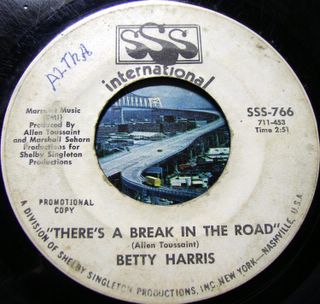 SSS
international
Marsaint Music
(BMI)
Produced By
Allen Toussaint
and Marshall Sehorn
Productions for
Shelby Singleton
Productions
SSS-766
711-453
Time 2:51
PROMOTIONAL
COPY
"THERE'S A BREAK IN THE ROAD"
(Allen Toussaint)
BETTY HARRIS
A DIVISION OF SHELBY SINGLETON PRODUCTIONS, INC. NEW YORK—NASHVILLE, U.S.A.